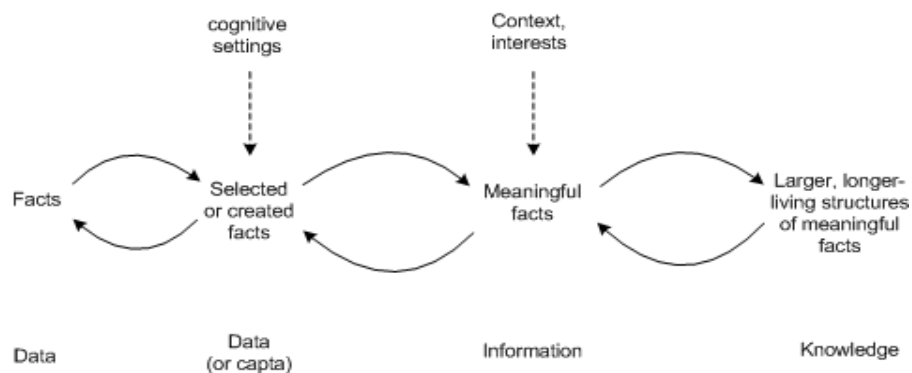 cognitive
settings
Context,
interests
Facts
Selected
or created
facts
Meaningful
facts
Larger, longer-
living structures
of meaningful
facts
Data
Data
(or capta)
Information
Knowledge